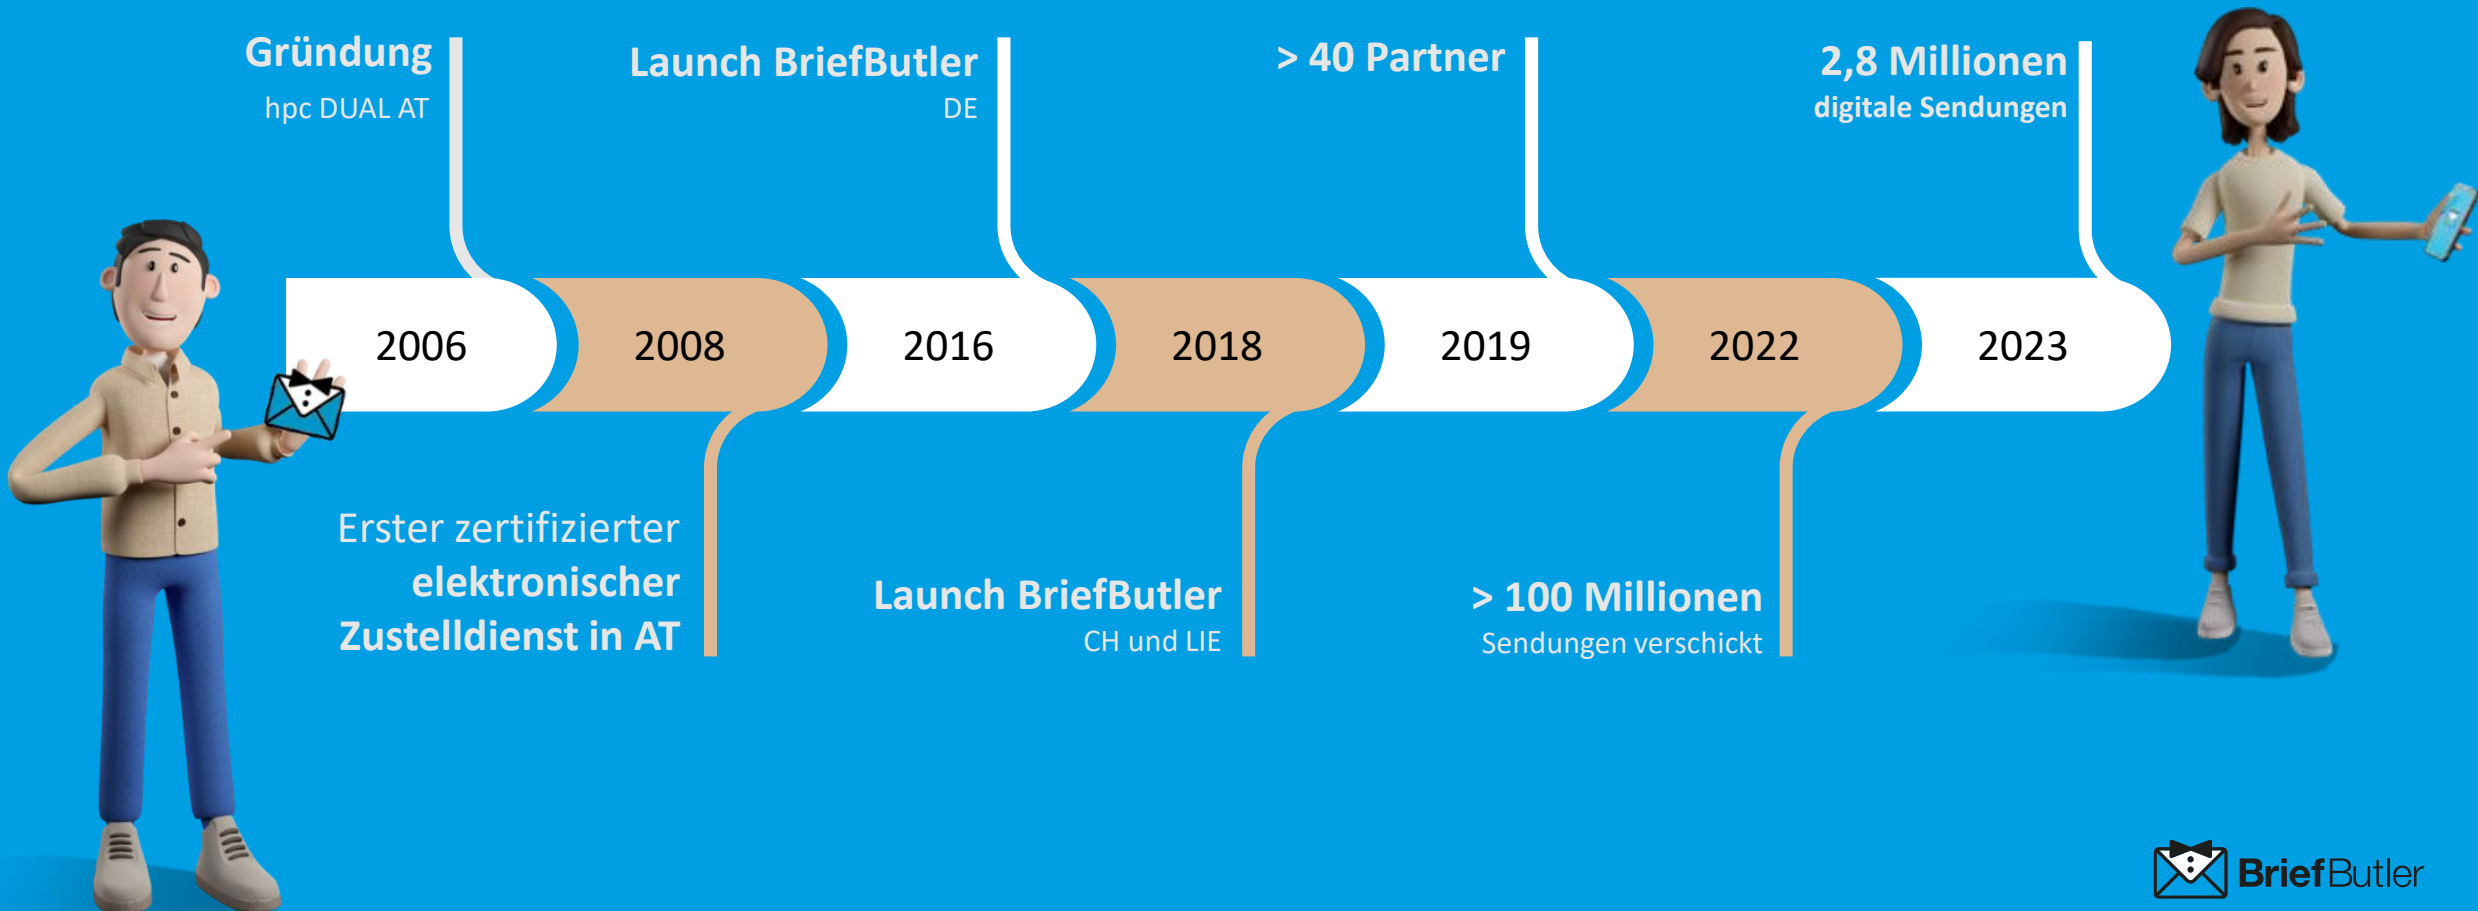 Gründung
hpc DUAL AT
Launch BriefButler
DE
> 40 Partner
2,8 Millionen
digitale Sendungen
2006
2008
2016
2018
2019
2022
2023
Erster zertifizierter
elektronischer
Zustelldienst in AT
Launch BriefButler
CH und LIE
> 100 Millionen
Sendungen verschickt
BriefButler